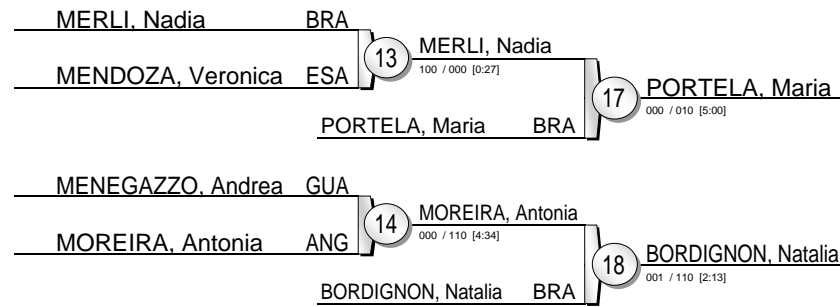 MERLI, Nadia BRA
MENDOZA, Veronica ESA
13
MERLI, Nadia
100 / 000 [0:27]
PORTELA, Maria BRA
17
PORTELA, Maria
000 / 010 [5:00]
MENEGAZZO, Andrea GUA
MOREIRA, Antonia ANG
14
MOREIRA, Antonia
000 / 110 [4:34]
BORDIGNON, Natalia BRA
18
BORDIGNON, Natalia
001 / 110 [2:13]